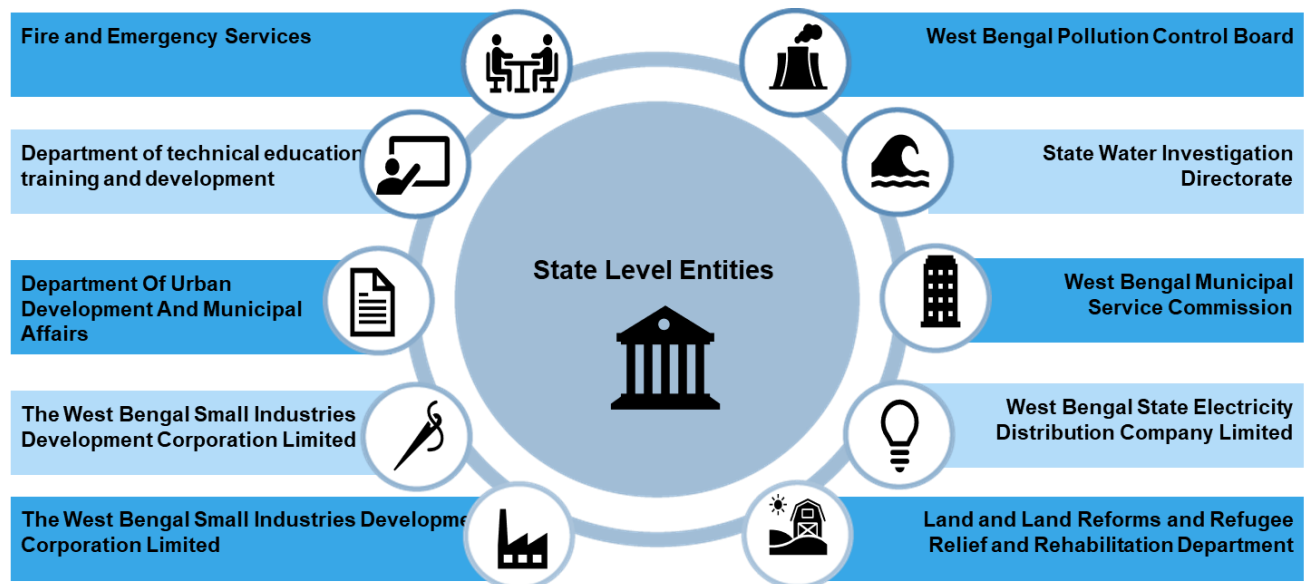 Fire and Emergency Services
Department of technical education
training and development
Department Of Urban
Development And Municipal
Affairs
The West Bengal Small Industries
Development Corporation Limited
The West Bengal Small Industries Developme
Corporation Limited
State Level Entities
West Bengal Pollution Control Board
State Water Investigation
Directorate
West Bengal Municipal
Service Commission
West Bengal State Electricity
Distribution Company Limited
Land and Land Reforms and Refugee
Relief and Rehabilitation Department